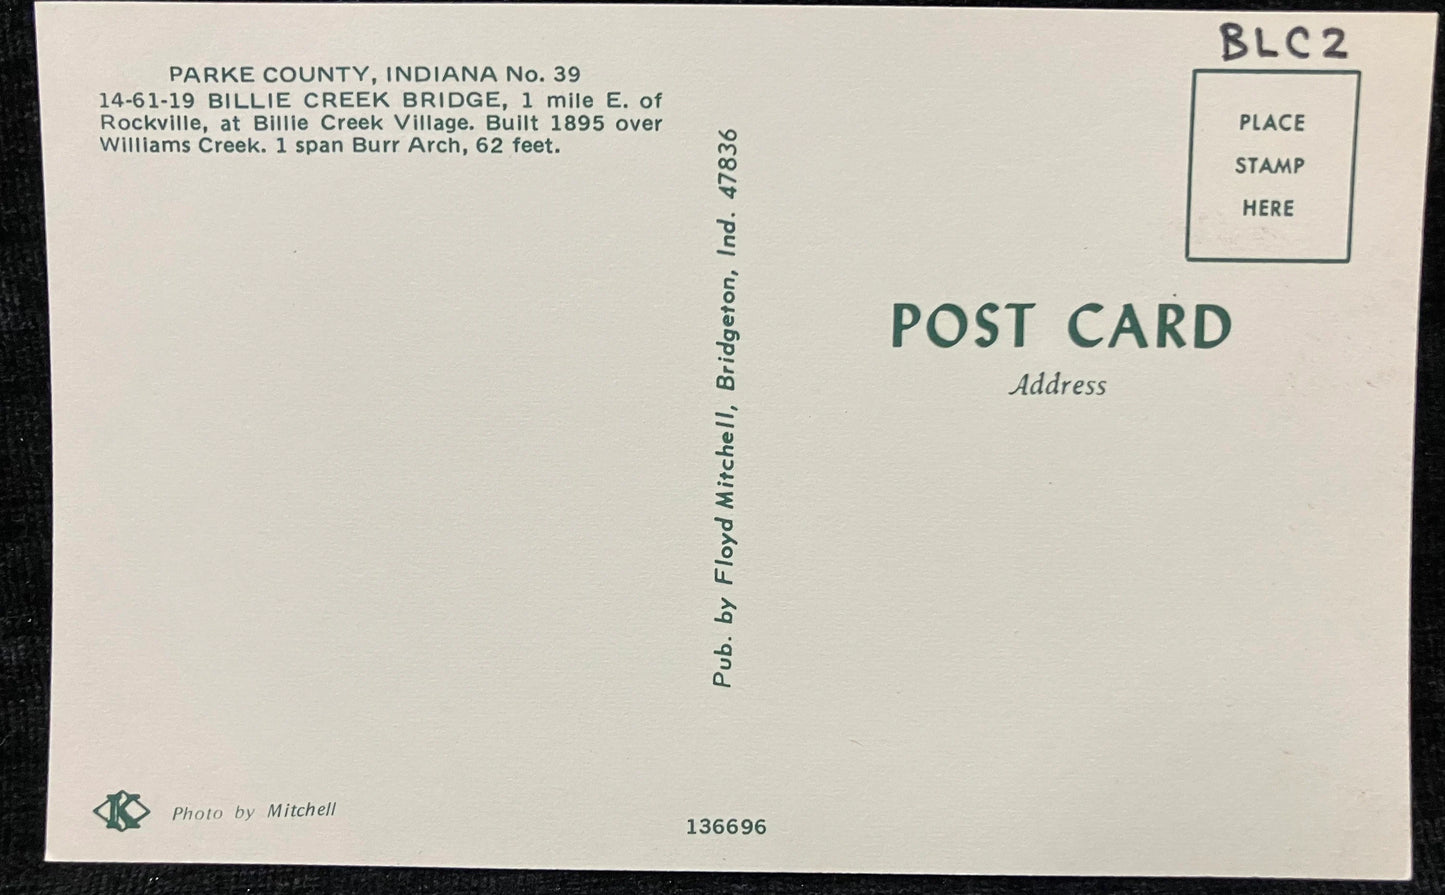 PARKE COUNTY, INDIANA No. 39
14-61-19 BILLIE CREEK BRIDGE, 1 mile E. of
Rockville, at Billie Creek Village. Built 1895 over
Williams Creek. 1 span Burr Arch, 62 feet.
Pub. by Floyd Mitchell, Bridgeton, Ind. 47836
BLC2
PLACE
STAMP
HERE
POST CARD
Address
K
Photo by Mitchell
136696